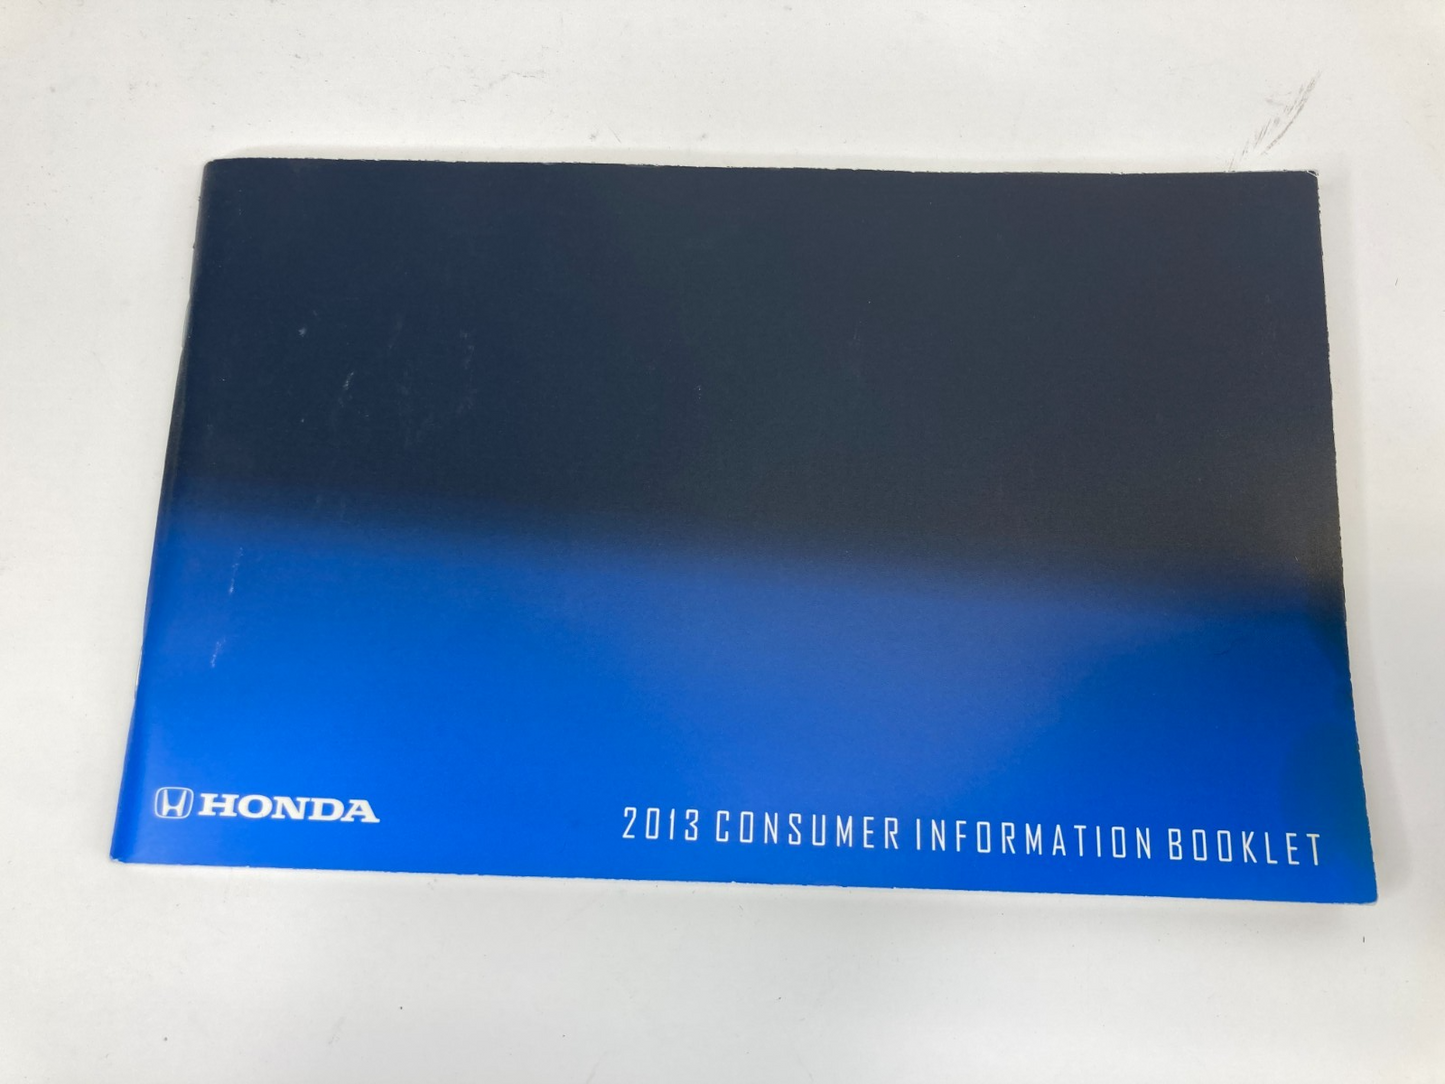 HONDA
2013 CONSUMER INFORMATION BOOKLET